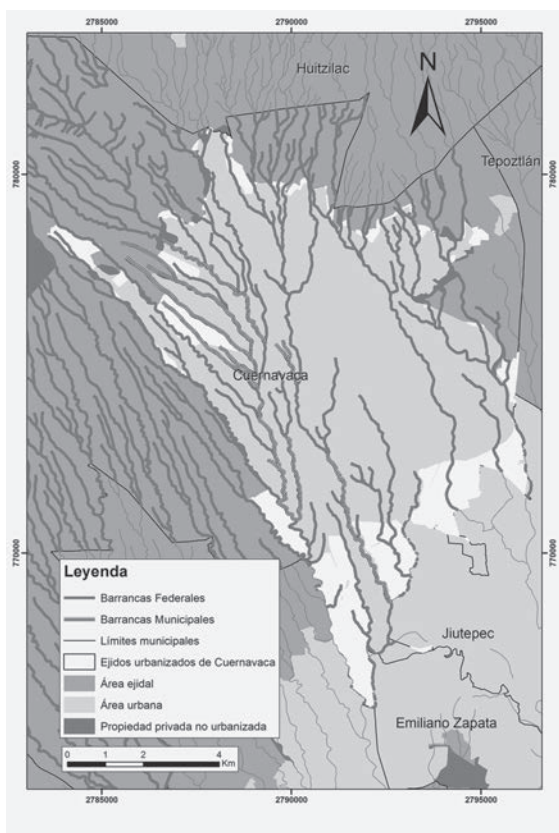 2785000 2790000 2795000
Huitzilac
N
Tepoztlán
780000 780000
Cuernavaca
770000 770000
Leyenda
Barrancas Federales
Barrancas Municipales
Límites municipales
Ejidos urbanizados de Cuernavaca
Área ejidal
Área urbana
Propiedad privada no urbanizada
0 1 2 4
Km
Jiutepec
Emiliano Zapata
2785000 2790000 2795000